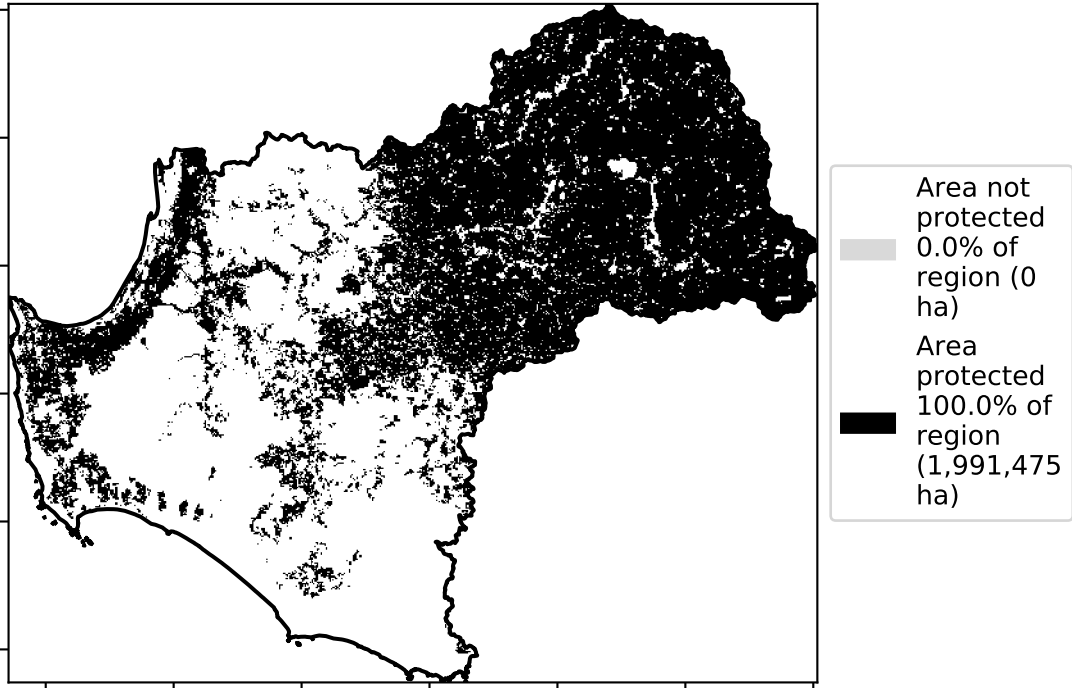 Area not
protected
0.0% of
region (0
ha)
Area
protected
100.0% of
region
(1,991,475
ha)